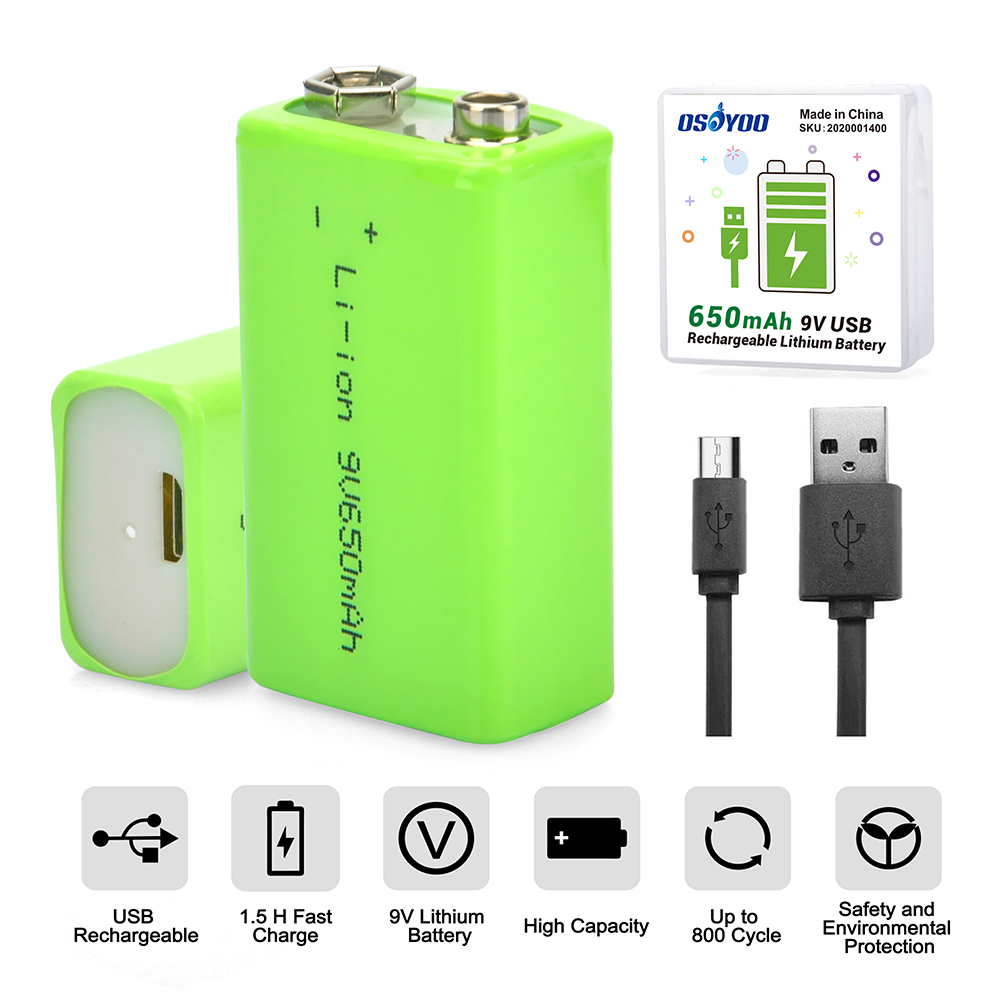 OSOYOO
Made in China
SKU: 2020001400
650mAh 9V USB
Rechargeable Lithium Battery
+
-
Li-ion 9V650mAh
USB
Rechargeable
1.5 H Fast
Charge
V
9V Lithium
Battery
High Capacity
Up to
800 Cycle
Safety and
Environmental
Protection